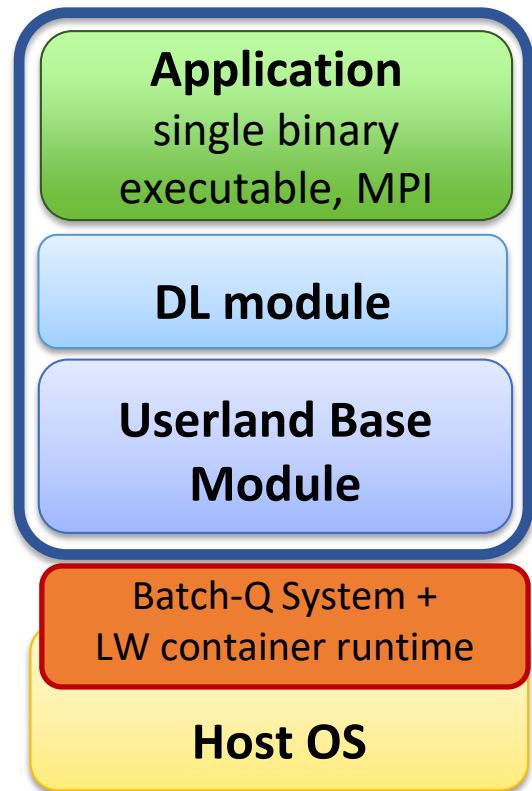 Application
single binary
executable, MPI
DL module
Userland Base
Module
Batch-Q System +
LW container runtime
Host OS